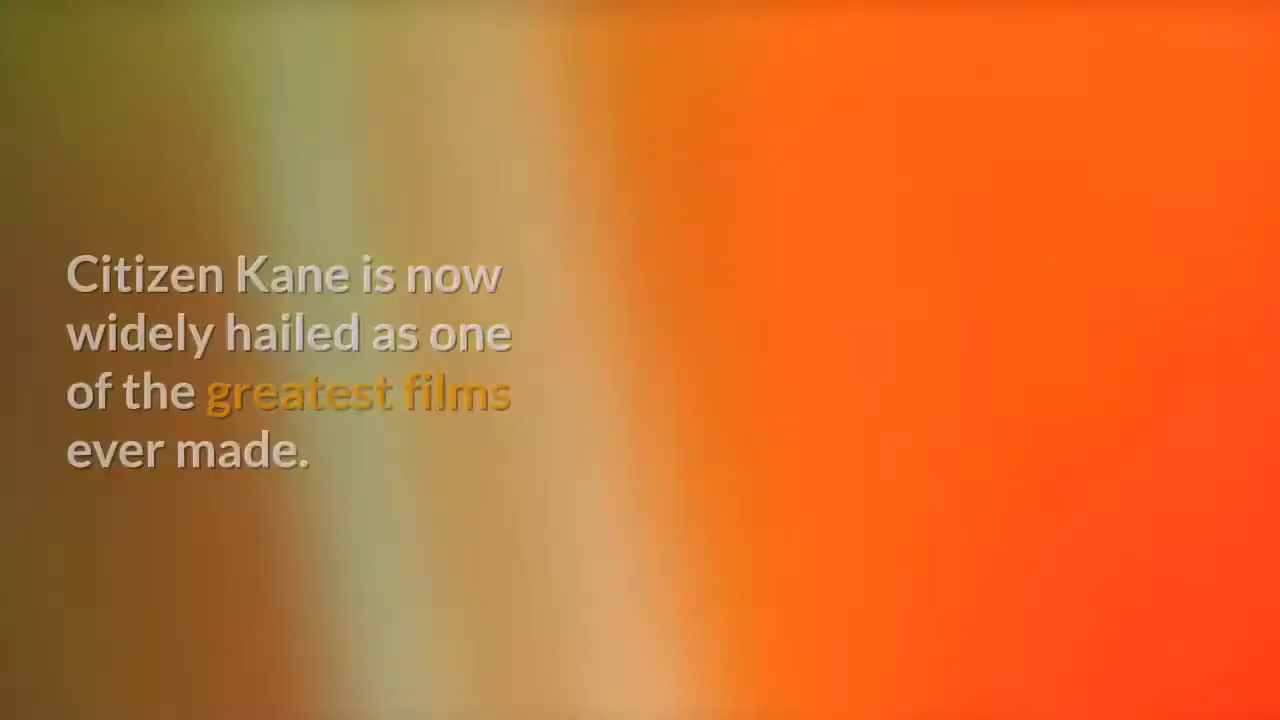 Citizen Kane is now
widely hailed as one
of the greatest films
ever made.